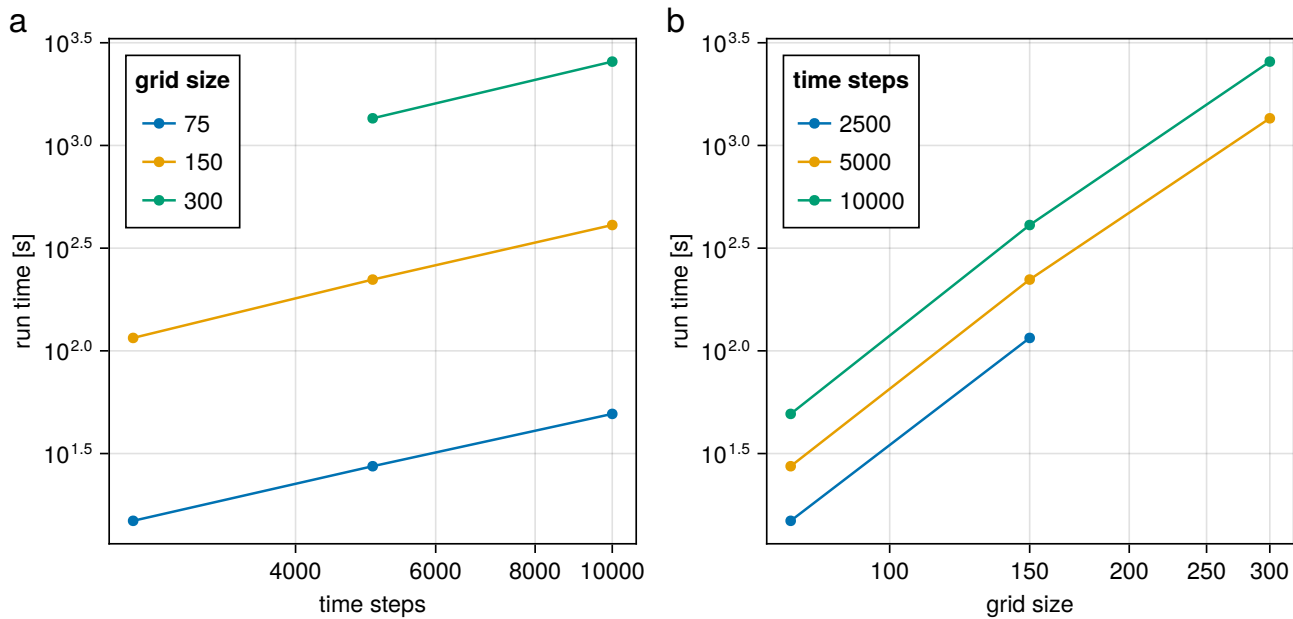 a
grid size
75
150
300
10^3.5
10^3.0
10^2.5
10^2.0
10^1.5
run time [s]
4000 6000 8000 10000
time steps
b
time steps
2500
5000
10000
10^3.5
10^3.0
10^2.5
10^2.0
10^1.5
run time [s]
100 150 200 250 300
grid size